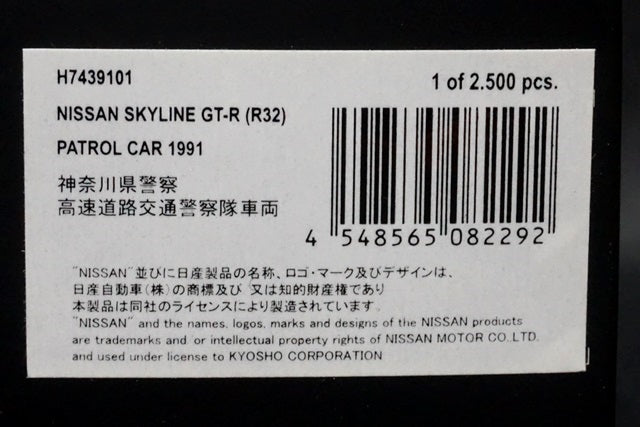 H7439101
1 of 2.500 pcs.
NISSAN SKYLINE GT-R (R32)
PATROL CAR 1991
神奈川県警察
高速道路交通警察隊車両
4 548565 082292
"NISSAN"並びに日産製品の名称、ロゴ・マーク及びデザインは、
日産自動車(株)の商標及び 又は知的財産権であり
本製品は同社のライセンスにより製造されています.
"NISSAN" and the names, logos, marks and designs of the NISSAN products
are trademarks and or intellectual property rights of NISSAN MOTOR CO.,LTD.
and used under license to KYOSHO CORPORATION